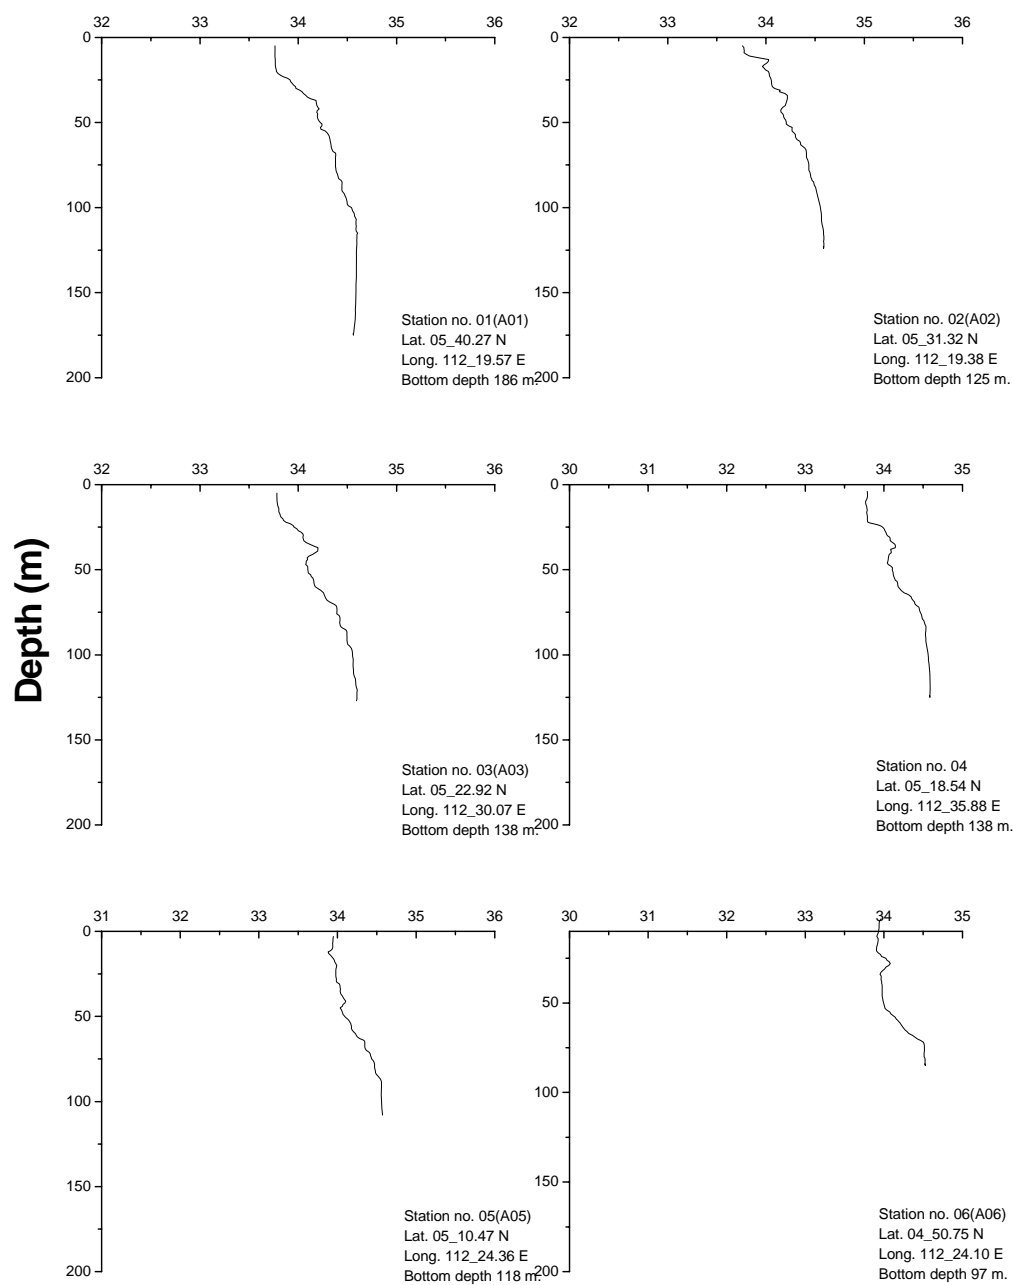 32 33 34 35 36
0
50
100
150
200
Station no. 01(A01)
Lat. 05_40.27 N
Long. 112_19.57 E
Bottom depth 186 m.
32 33 34 35 36
0
50
100
150
200
Station no. 02(A02)
Lat. 05_31.32 N
Long. 112_19.38 E
Bottom depth 125 m.
Depth (m)
32 33 34 35 36
0
50
100
150
200
Station no. 03(A03)
Lat. 05_22.92 N
Long. 112_30.07 E
Bottom depth 138 m.
30 31 32 33 34 35
0
50
100
150
200
Station no. 04
Lat. 05_18.54 N
Long. 112_35.88 E
Bottom depth 138 m.
31 32 33 34 35 36
0
50
100
150
200
Station no. 05(A05)
Lat. 05_10.47 N
Long. 112_24.36 E
Bottom depth 118 m.
30 31 32 33 34 35
0
50
100
150
200
Station no. 06(A06)
Lat. 04_50.75 N
Long. 112_24.10 E
Bottom depth 97 m.